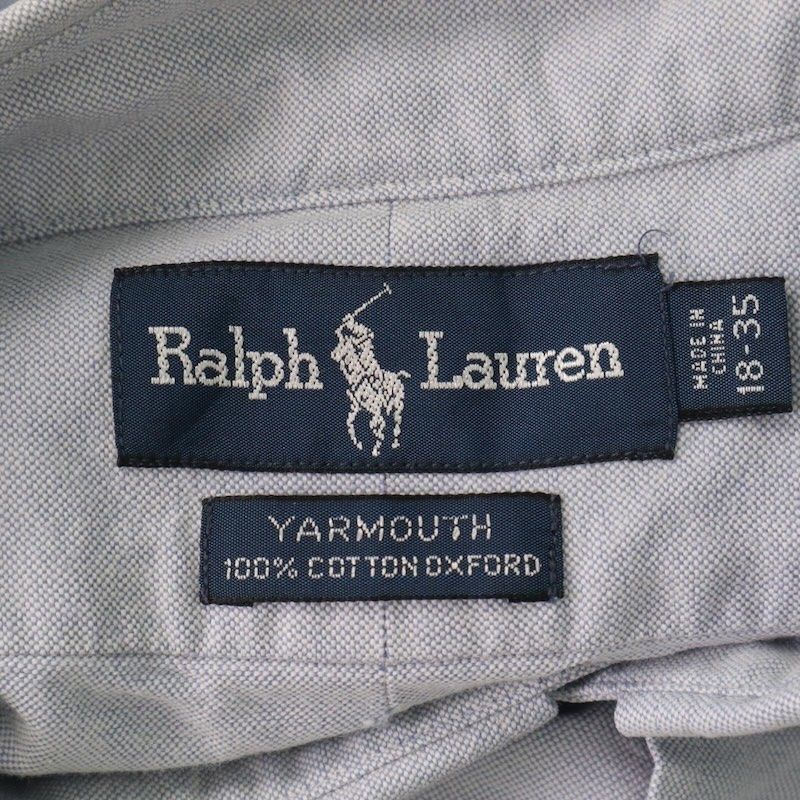 Ralph Lauren
MADE IN
CHINA
18-35
YARMOUTH
100% COTTON OXFORD